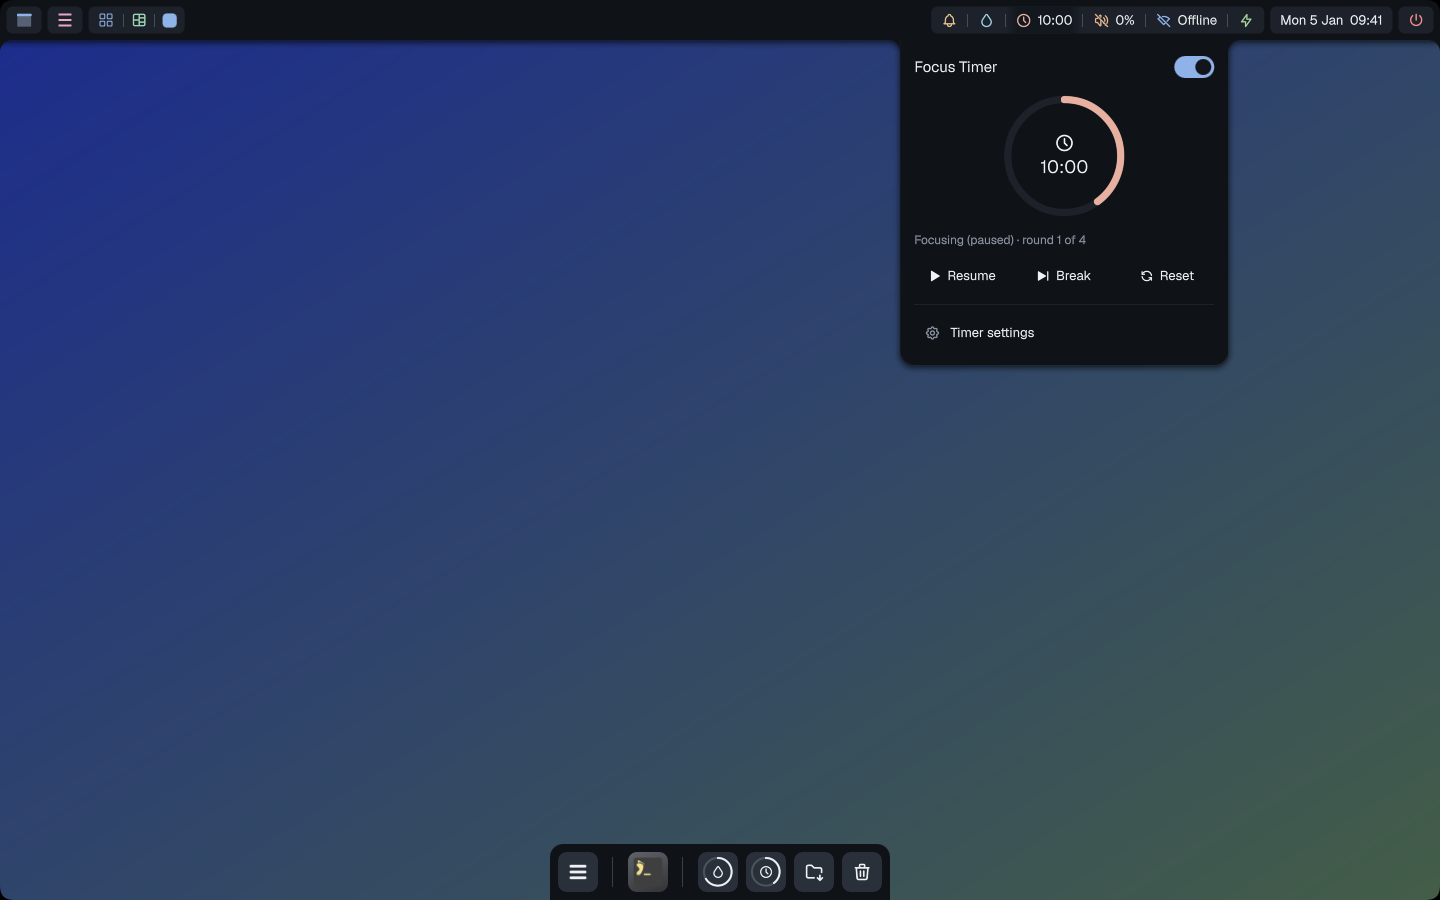 10:00 0% Offline Mon 5 Jan 09:41
Focus Timer
10:00
Focusing (paused) · round 1 of 4
Resume Break Reset
Timer settings